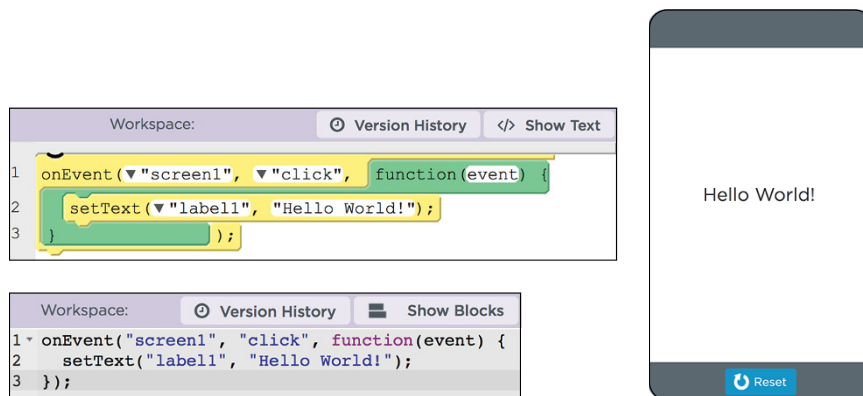 Workspace: Version History </> Show Text
1 onEvent(▼"screen1", ▼"click", function(event) {
2 setText(▼"label1", "Hello World!");
3 } );
Workspace: Version History Show Blocks
1 onEvent("screen1", "click", function(event) {
2 setText("label1", "Hello World!");
3 });
Hello World!
Reset